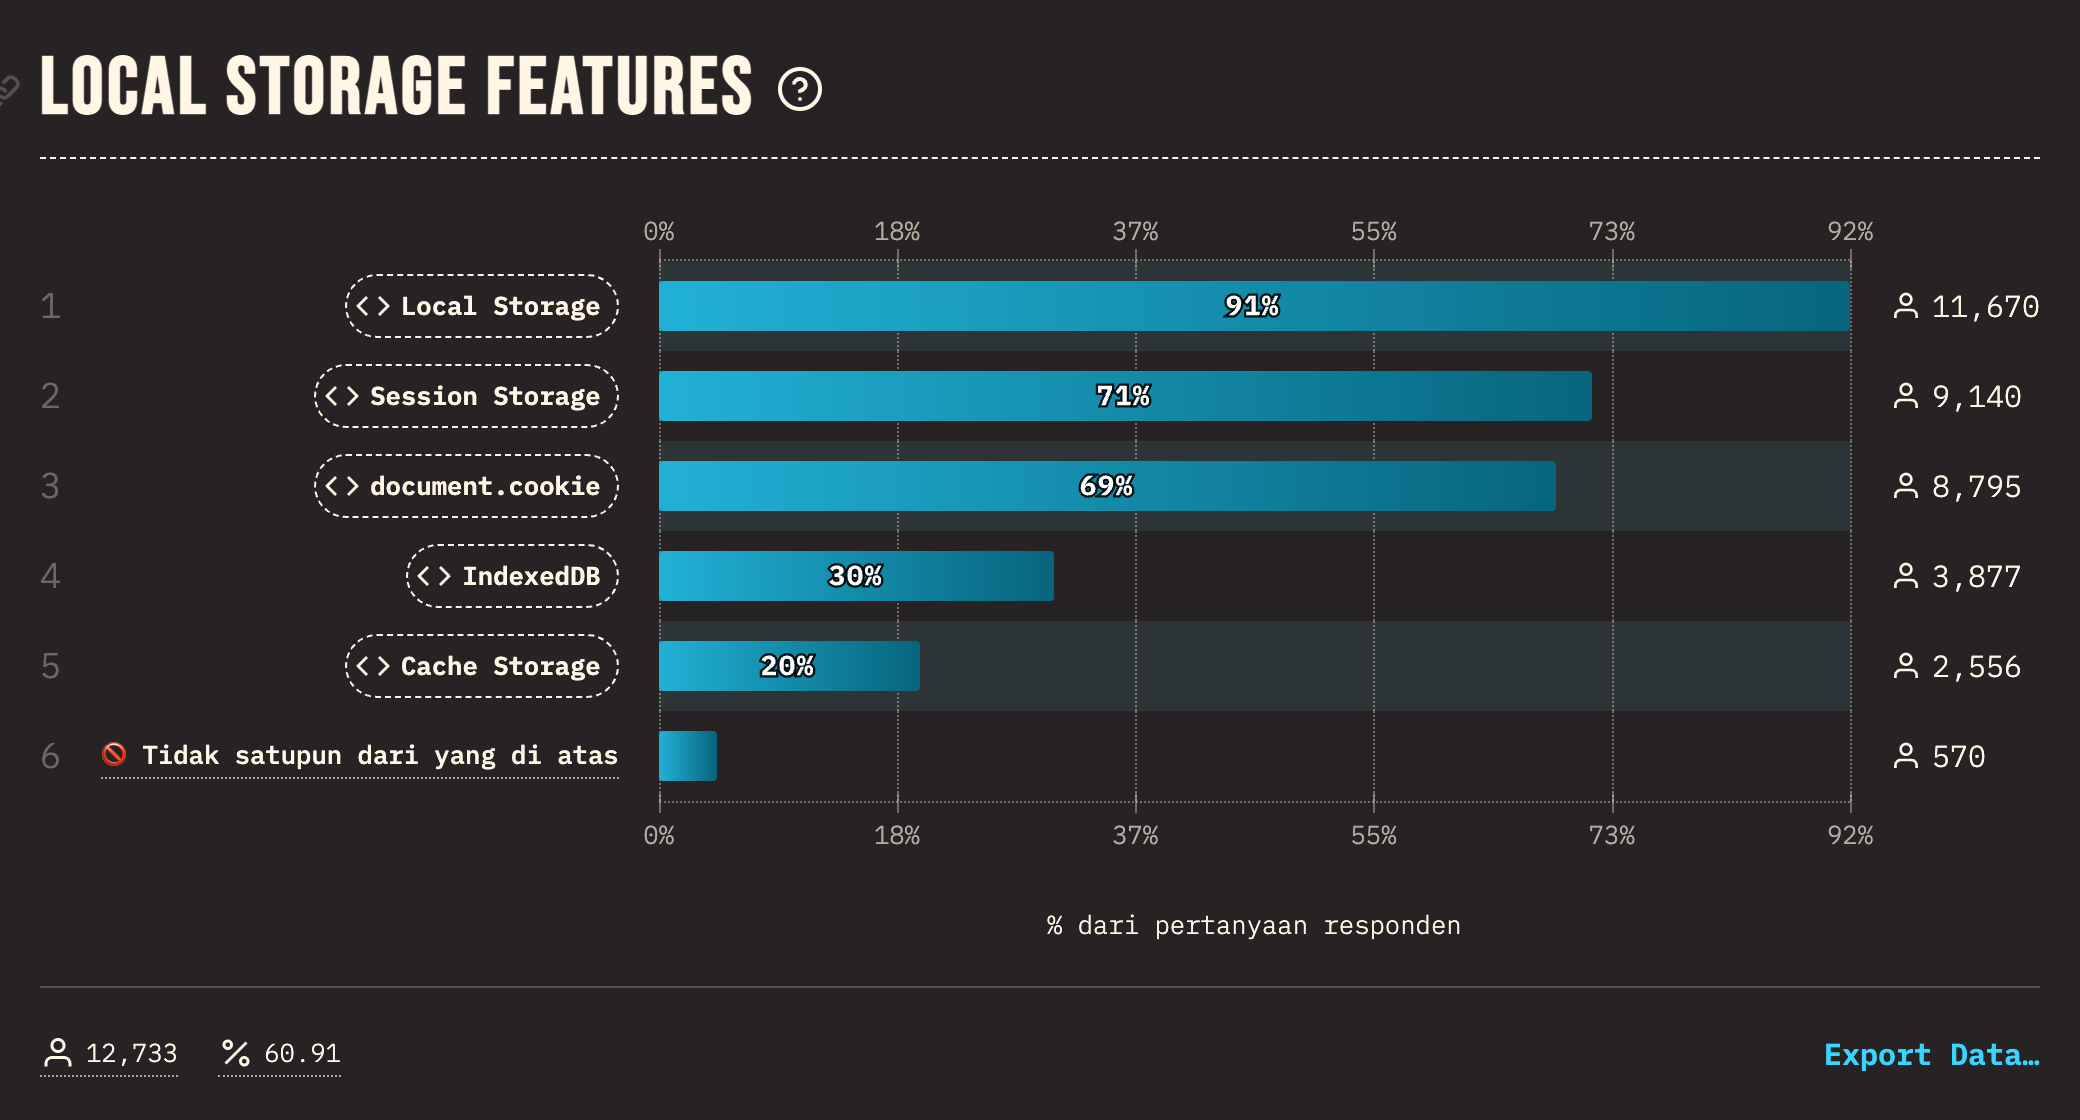 LOCAL STORAGE FEATURES ?
0% 18% 37% 55% 73% 92%
1 <> Local Storage 91% 11,670
2 <> Session Storage 71% 9,140
3 <> document.cookie 69% 8,795
4 <> IndexedDB 30% 3,877
5 <> Cache Storage 20% 2,556
6 🚫 Tidak satupun dari yang di atas 570
0% 18% 37% 55% 73% 92%
% dari pertanyaan responden
12,733 % 60.91 Export Data…